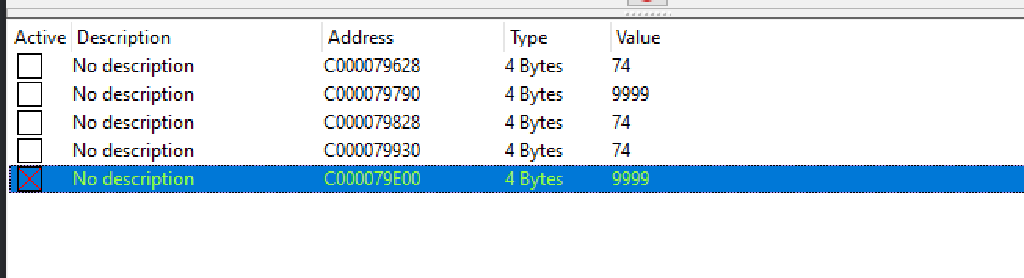 Active Description Address Type Value
No description C000079628 4 Bytes 74
No description C000079790 4 Bytes 9999
No description C000079828 4 Bytes 74
No description C000079930 4 Bytes 74
No description C000079E00 4 Bytes 9999